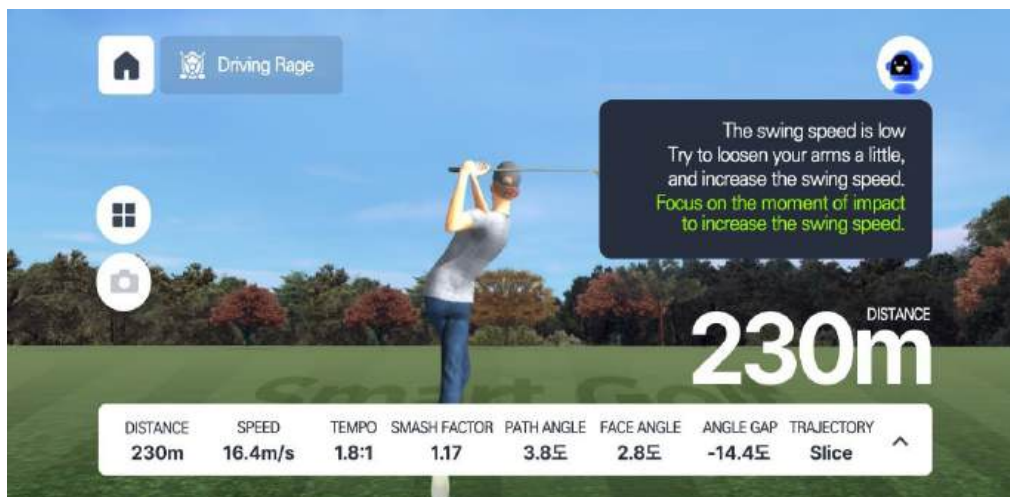 Driving Rage
The swing speed is low
Try to loosen your arms a little,
and increase the swing speed.
Focus on the moment of impact
to increase the swing speed.
DISTANCE
230m
Smart Golf
DISTANCE SPEED TEMPO SMASH FACTOR PATH ANGLE FACE ANGLE ANGLE GAP TRAJECTORY
230m 16.4m/s 1.8:1 1.17 3.8도 2.8도 -14.4도 Slice